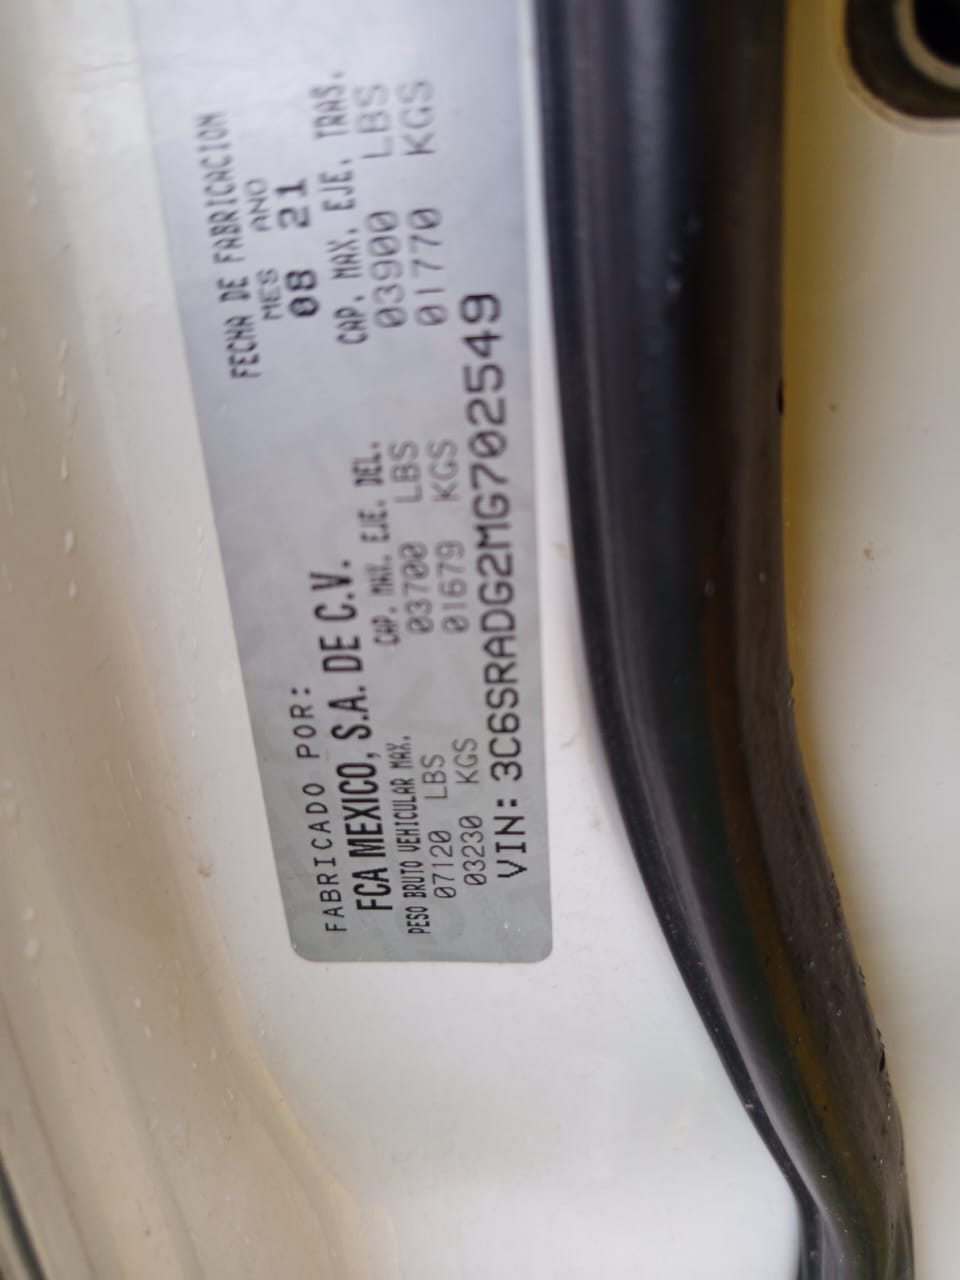 FABRICADO POR:
FECHA DE FABRICACION
MES ANO
FCA MEXICO, S.A. DE C.V.
08 21
PESO BRUTO VEHICULAR MAX. CAP. MAX. EJE. DEL. CAP. MAX. EJE. TRAS.
07120 LBS 03700 LBS 03900 LBS
03230 KGS 01679 KGS 01770 KGS
VIN: 3C6SRADG2MG702549